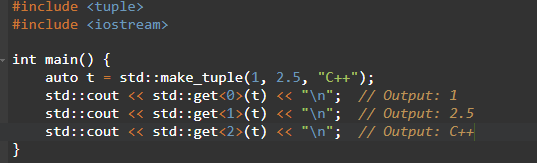 #include <tuple>
#include <iostream>

int main() {
    auto t = std::make_tuple(1, 2.5, "C++");
    std::cout << std::get<0>(t) << "\n";  // Output: 1
    std::cout << std::get<1>(t) << "\n";  // Output: 2.5
    std::cout << std::get<2>(t) << "\n";  // Output: C++
}